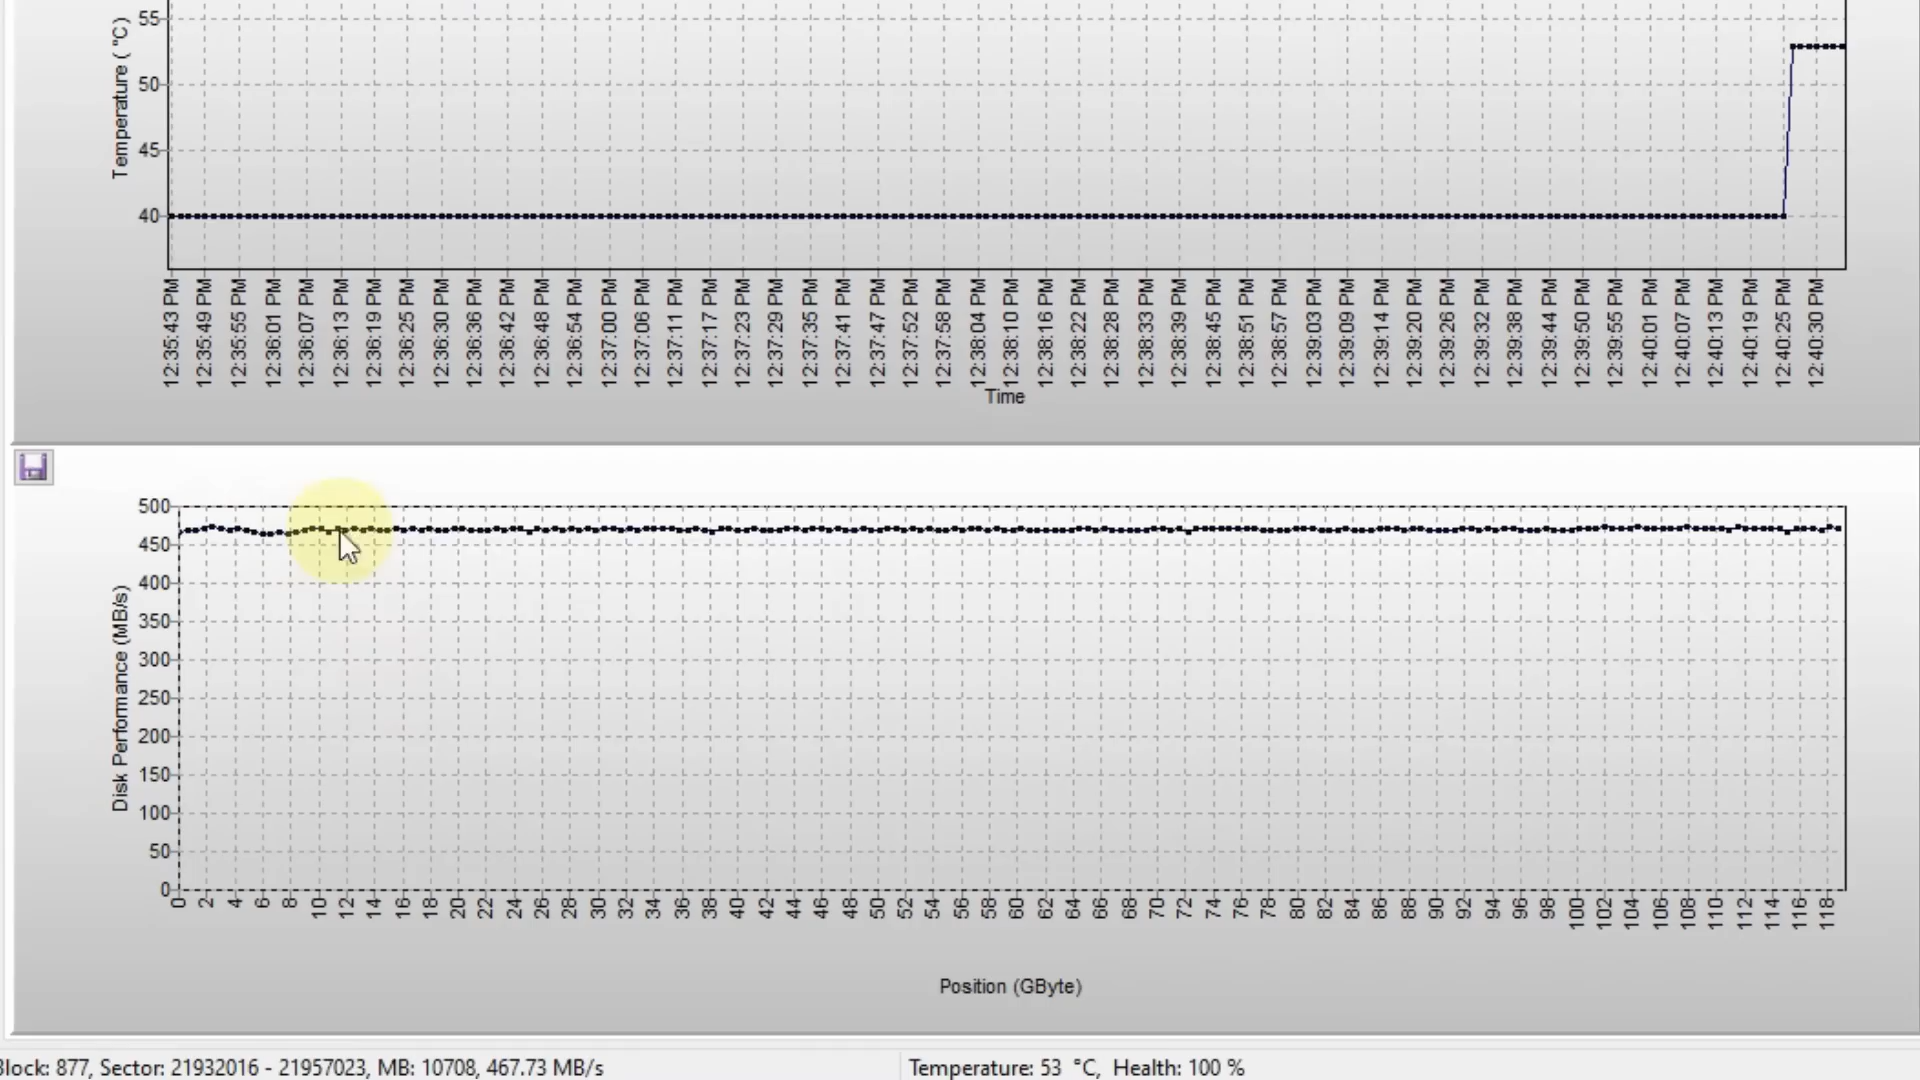 Temperature ( °C)
55
50
45
40
12:35:43 PM
12:35:49 PM
12:35:55 PM
12:36:01 PM
12:36:07 PM
12:36:13 PM
12:36:19 PM
12:36:25 PM
12:36:30 PM
12:36:36 PM
12:36:42 PM
12:36:48 PM
12:36:54 PM
12:37:00 PM
12:37:06 PM
12:37:11 PM
12:37:17 PM
12:37:23 PM
12:37:29 PM
12:37:35 PM
12:37:41 PM
12:37:47 PM
12:37:52 PM
12:37:58 PM
12:38:04 PM
12:38:10 PM
12:38:16 PM
12:38:22 PM
12:38:28 PM
12:38:33 PM
12:38:39 PM
12:38:45 PM
12:38:51 PM
12:38:57 PM
12:39:03 PM
12:39:09 PM
12:39:14 PM
12:39:20 PM
12:39:26 PM
12:39:32 PM
12:39:38 PM
12:39:44 PM
12:39:50 PM
12:39:55 PM
12:40:01 PM
12:40:07 PM
12:40:13 PM
12:40:19 PM
12:40:25 PM
12:40:30 PM
Time
Disk Performance (MB/s)
500
450
400
350
300
250
200
150
100
50
0
0 2 4 6 8 10 12 14 16 18 20 22 24 26 28 30 32 34 36 38 40 42 44 46 48 50 52 54 56 58 60 62 64 66 68 70 72 74 76 78 80 82 84 86 88 90 92 94 96 98 100 102 104 106 108 110 112 114 116 118
Position (GByte)
Block: 877, Sector: 21932016 - 21957023, MB: 10708, 467.73 MB/s
Temperature: 53 °C, Health: 100 %